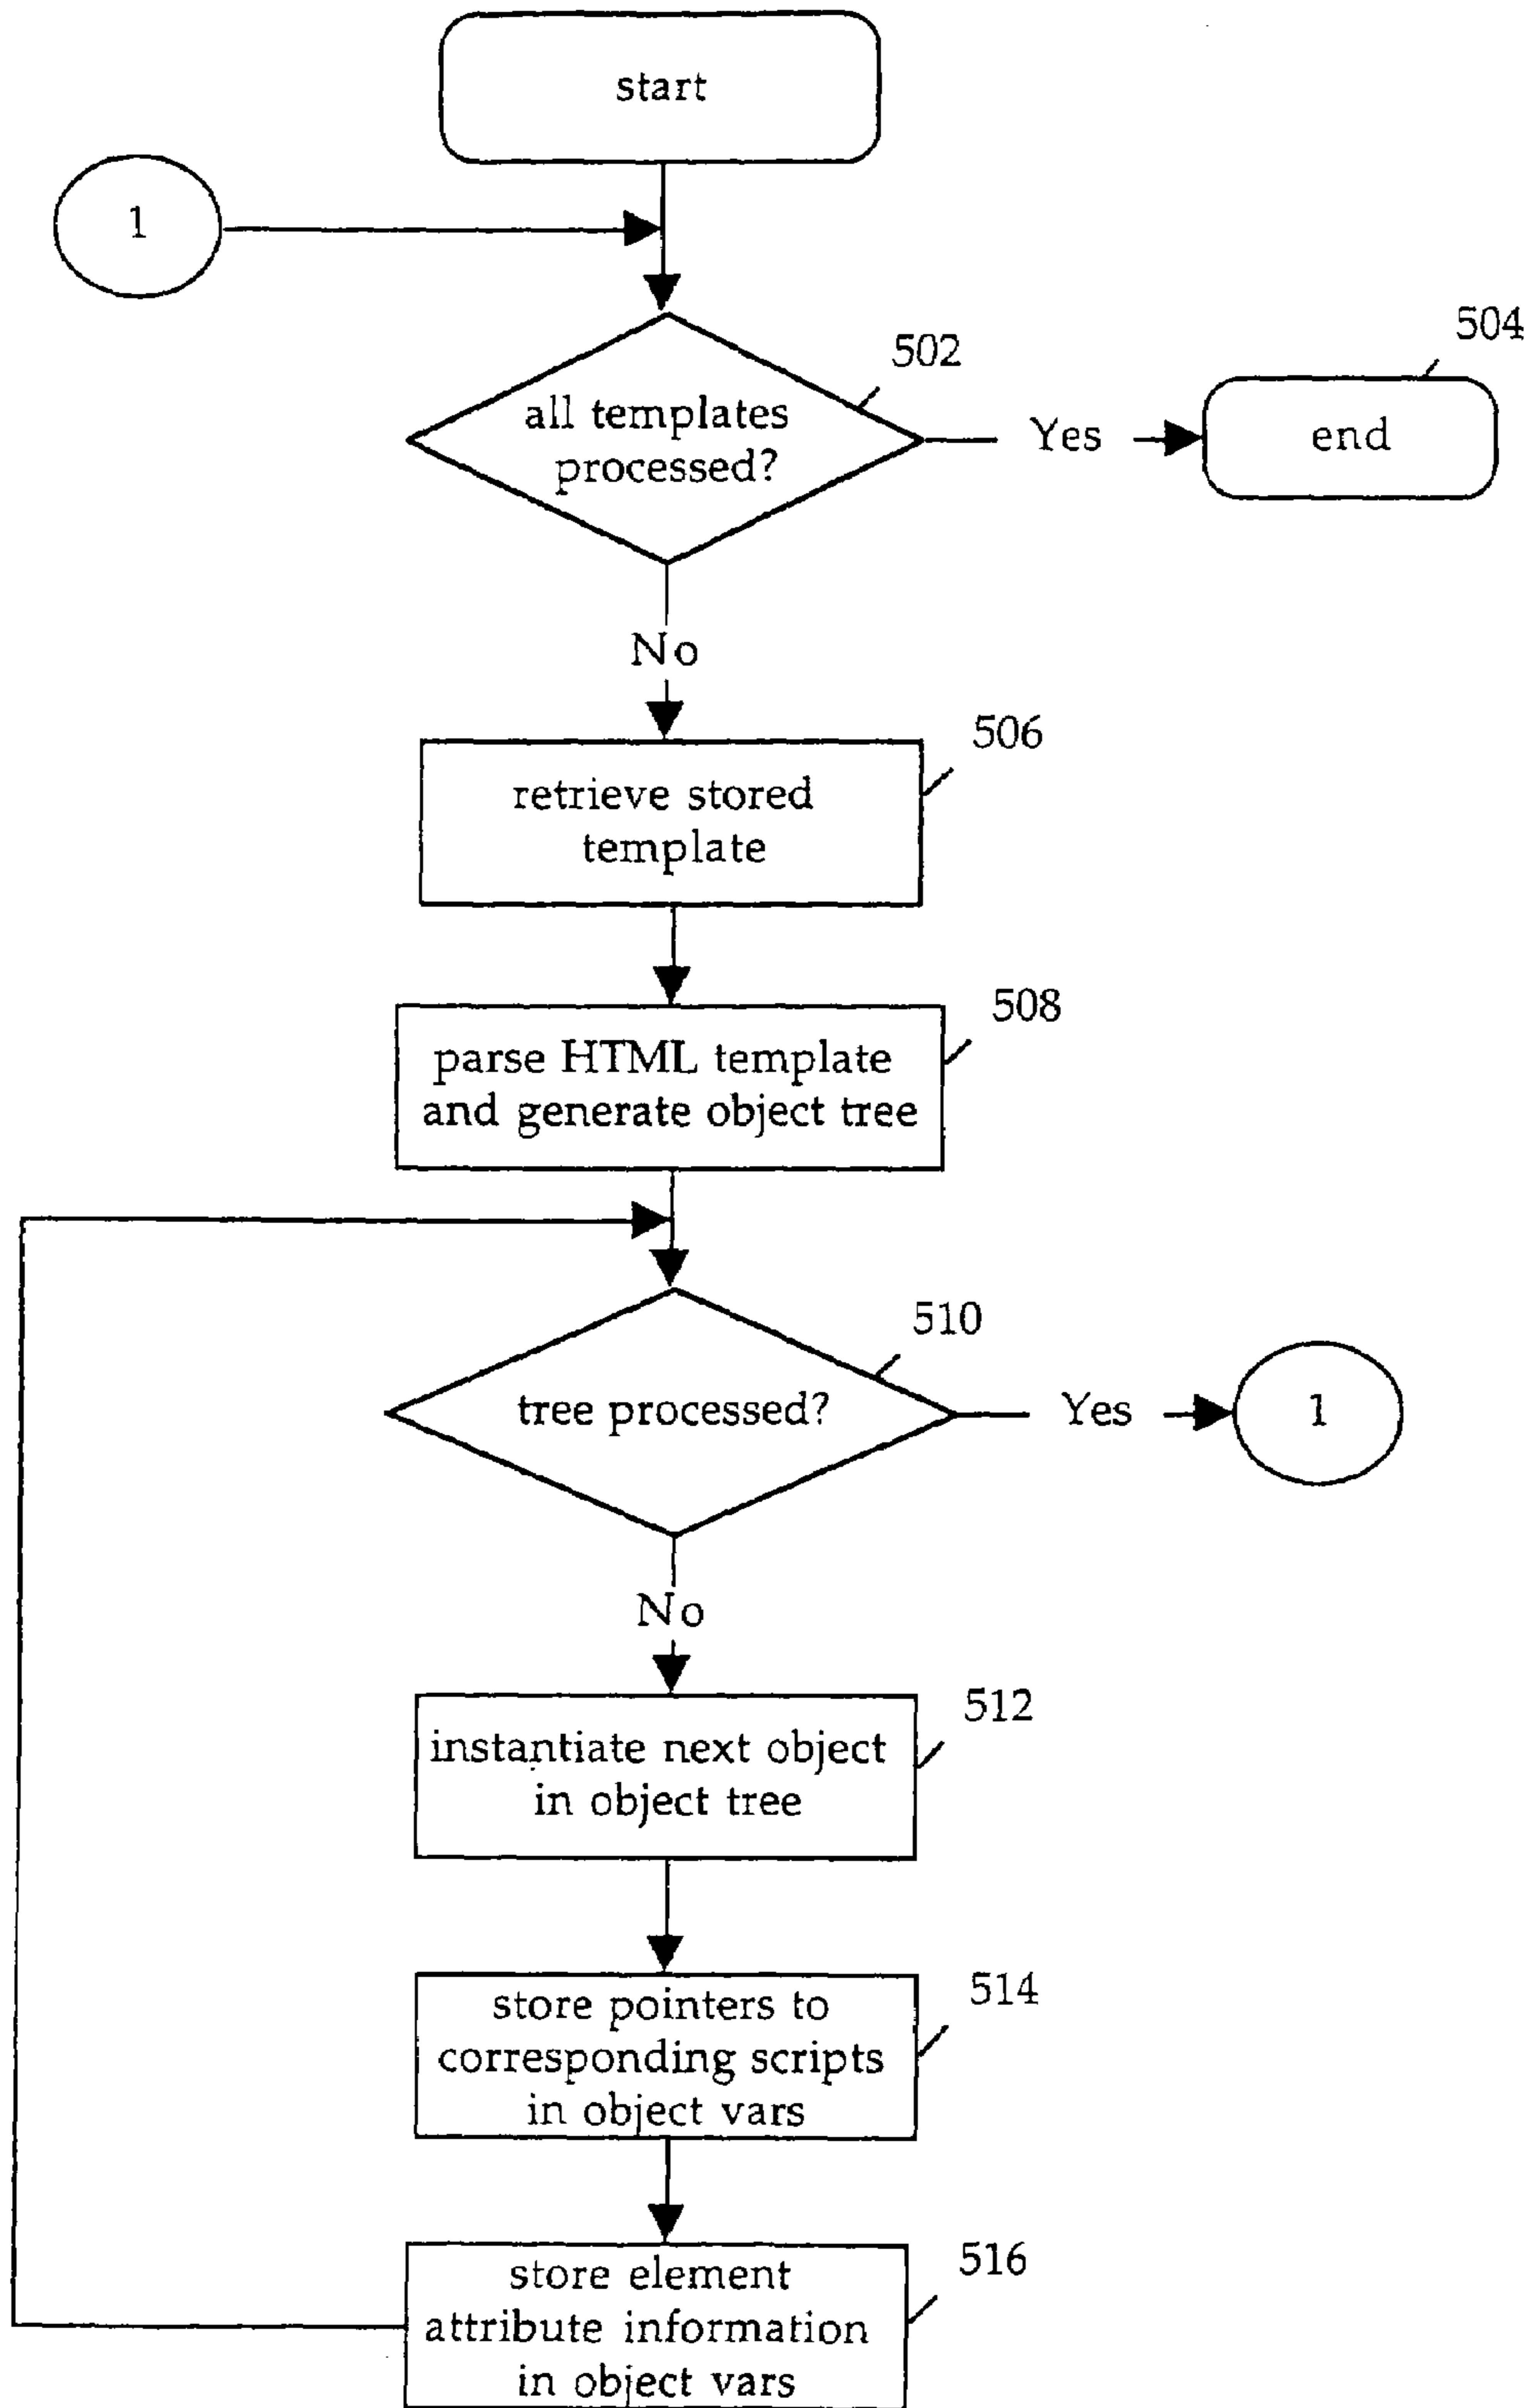 start
1
502
504
all templates
processed?
Yes
end
No
506
retrieve stored
template
508
parse HTML template
and generate object tree
510
tree processed?
Yes
1
No
512
instantiate next object
in object tree
514
store pointers to
corresponding scripts
in object vars
516
store element
attribute information
in object vars